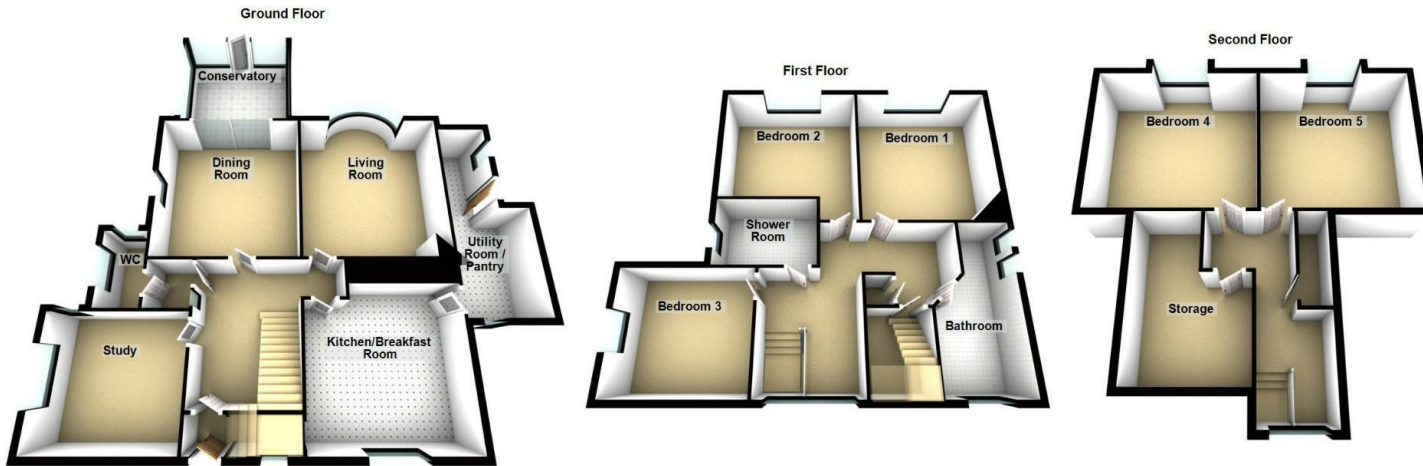 Ground Floor
Conservatory
Dining
Room
Living
Room
WC
Utility
Room /
Pantry
Study
Kitchen/Breakfast
Room
First Floor
Bedroom 2
Bedroom 1
Shower
Room
Bedroom 3
Bathroom
Second Floor
Bedroom 4
Bedroom 5
Storage